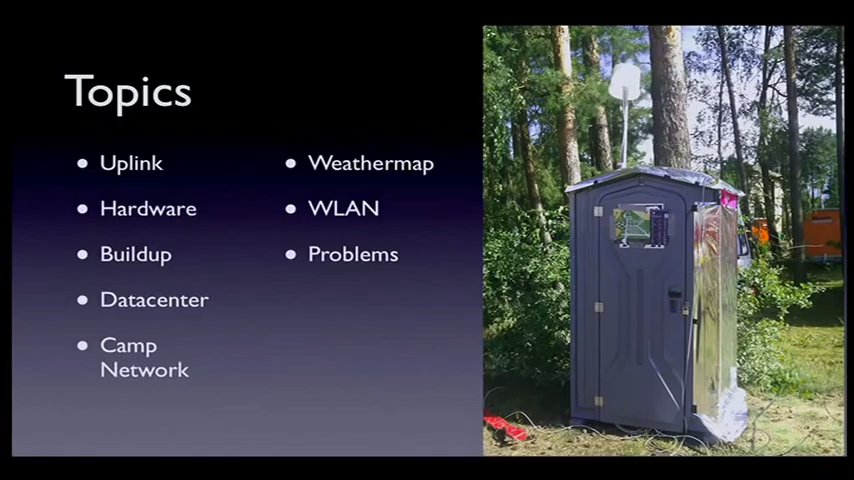 Topics
Uplink
Hardware
Buildup
Datacenter
Camp
Network
Weathermap
WLAN
Problems